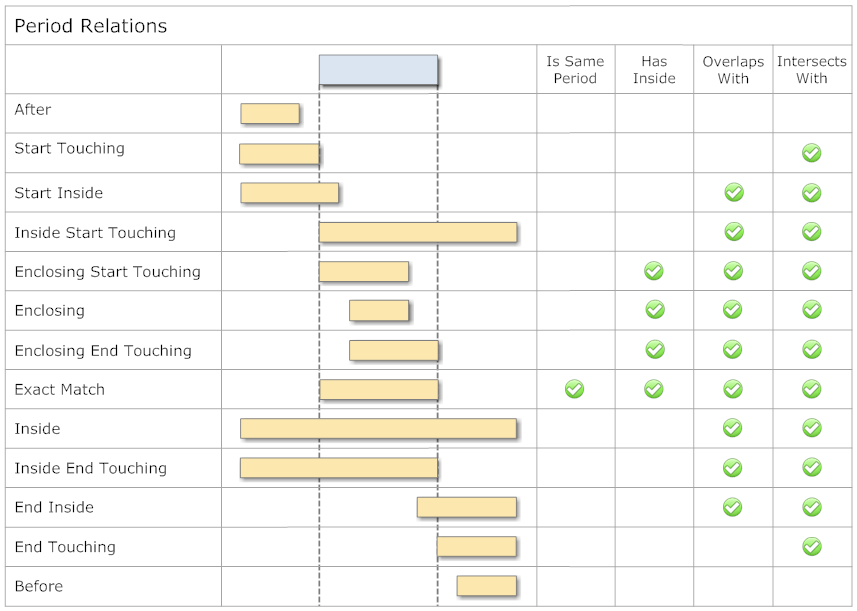 Period Relations
Is Same
Period
Has
Inside
Overlaps
With
Intersects
With
After
Start Touching
Start Inside
Inside Start Touching
Enclosing Start Touching
Enclosing
Enclosing End Touching
Exact Match
Inside
Inside End Touching
End Inside
End Touching
Before